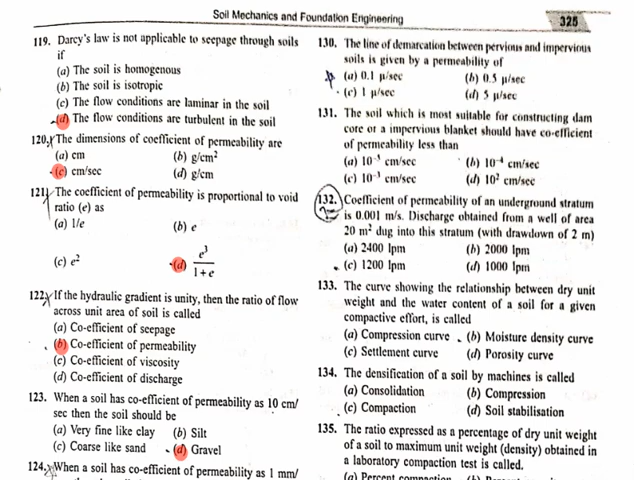 Soil Mechanics and Foundation Engineering
325
119. Darcy's law is not applicable to seepage through soils
if
(a) The soil is homogenous
(b) The soil is isotropic
(c) The flow conditions are laminar in the soil
(d) The flow conditions are turbulent in the soil
120. The dimensions of coefficient of permeability are
(a) cm (b) g/cm²
(c) cm/sec (d) g/cm
121. The coefficient of permeability is proportional to void
ratio (e) as
(a) 1/e (b) e
(c) e² (d) e³/1 + e
122. If the hydraulic gradient is unity, then the ratio of flow
across unit area of soil is called
(a) Co-efficient of seepage
(b) Co-efficient of permeability
(c) Co-efficient of viscosity
(d) Co-efficient of discharge
123. When a soil has co-efficient of permeability as 10 cm/
sec then the soil should be
(a) Very fine like clay (b) Silt
(c) Coarse like sand (d) Gravel
124. When a soil has co-efficient of permeability as 1 mm/
130. The line of demarcation between pervious and impervious
soils is given by a permeability of
(a) 0.1 μ/sec (b) 0.5 μ/sec
(c) 1 μ/sec (d) 5 μ/sec
131. The soil which is most suitable for constructing dam
core or a impervious blanket should have co-efficient
of permeability less than
(a) cm/sec (b) 10⁻⁴ cm/sec
(c) cm/sec (d) 10² cm/sec
132. Coefficient of permeability of an underground stratum
is 0.001 m/s. Discharge obtained from a well of area
20 m² dug into this stratum (with drawdown of 2 m)
(a) 2400 lpm (b) 2000 lpm
(c) 1200 lpm (d) 1000 lpm
133. The curve showing the relationship between dry unit
weight and the water content of a soil for a given
compactive effort, is called
(a) Compression curve (b) Moisture density curve
(c) Settlement curve (d) Porosity curve
134. The densification of a soil by machines is called
(a) Consolidation (b) Compression
(c) Compaction (d) Soil stabilisation
135. The ratio expressed as a percentage of dry unit weight
of a soil to maximum unit weight (density) obtained in
a laboratory compaction test is called.
(a) Percent compaction